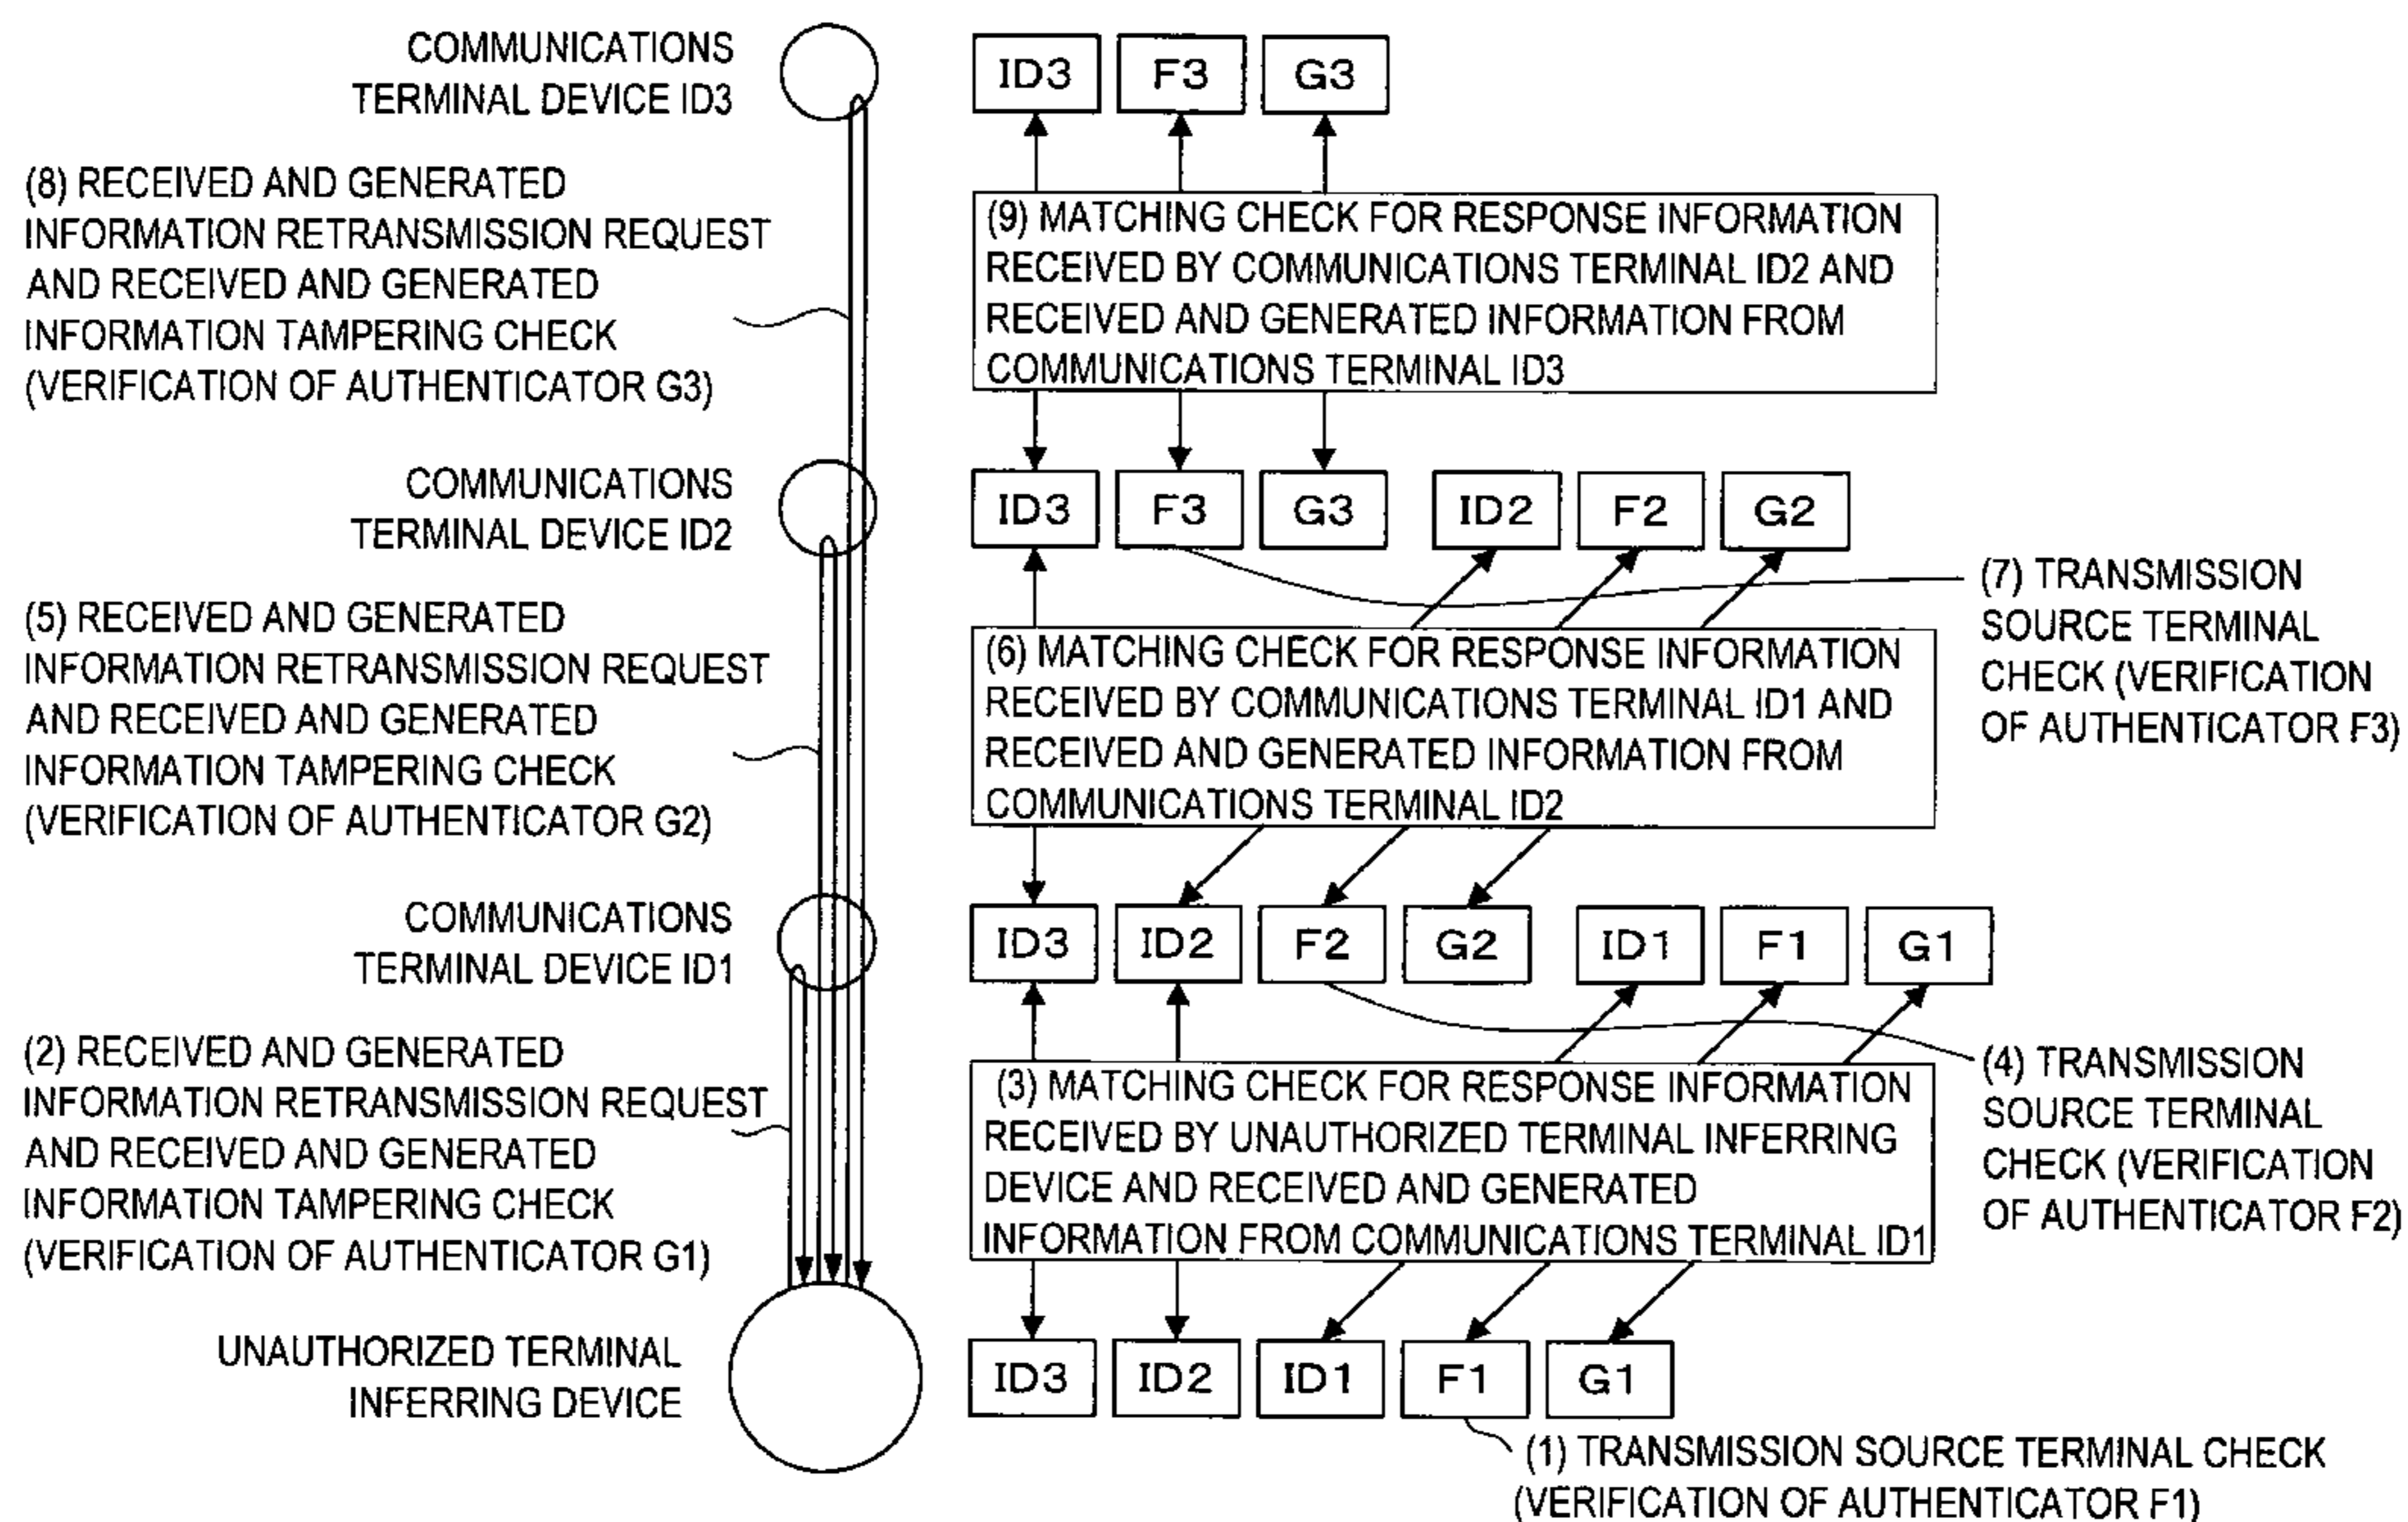 COMMUNICATIONS
TERMINAL DEVICE ID3
ID3 F3 G3
(8) RECEIVED AND GENERATED
INFORMATION RETRANSMISSION REQUEST
AND RECEIVED AND GENERATED
INFORMATION TAMPERING CHECK
(VERIFICATION OF AUTHENTICATOR G3)
(9) MATCHING CHECK FOR RESPONSE INFORMATION
RECEIVED BY COMMUNICATIONS TERMINAL ID2 AND
RECEIVED AND GENERATED INFORMATION FROM
COMMUNICATIONS TERMINAL ID3
COMMUNICATIONS
TERMINAL DEVICE ID2
ID3 F3 G3 ID2 F2 G2
(7) TRANSMISSION
SOURCE TERMINAL
CHECK (VERIFICATION
OF AUTHENTICATOR F3)
(5) RECEIVED AND GENERATED
INFORMATION RETRANSMISSION REQUEST
AND RECEIVED AND GENERATED
INFORMATION TAMPERING CHECK
(VERIFICATION OF AUTHENTICATOR G2)
(6) MATCHING CHECK FOR RESPONSE INFORMATION
RECEIVED BY COMMUNICATIONS TERMINAL ID1 AND
RECEIVED AND GENERATED INFORMATION FROM
COMMUNICATIONS TERMINAL ID2
COMMUNICATIONS
TERMINAL DEVICE ID1
ID3 ID2 F2 G2 ID1 F1 G1
(2) RECEIVED AND GENERATED
INFORMATION RETRANSMISSION REQUEST
AND RECEIVED AND GENERATED
INFORMATION TAMPERING CHECK
(VERIFICATION OF AUTHENTICATOR G1)
(3) MATCHING CHECK FOR RESPONSE INFORMATION
RECEIVED BY UNAUTHORIZED TERMINAL INFERRING
DEVICE AND RECEIVED AND GENERATED
INFORMATION FROM COMMUNICATIONS TERMINAL ID1
(4) TRANSMISSION
SOURCE TERMINAL
CHECK (VERIFICATION
OF AUTHENTICATOR F2)
UNAUTHORIZED TERMINAL
INFERRING DEVICE
ID3 ID2 ID1 F1 G1
(1) TRANSMISSION SOURCE TERMINAL CHECK
(VERIFICATION OF AUTHENTICATOR F1)